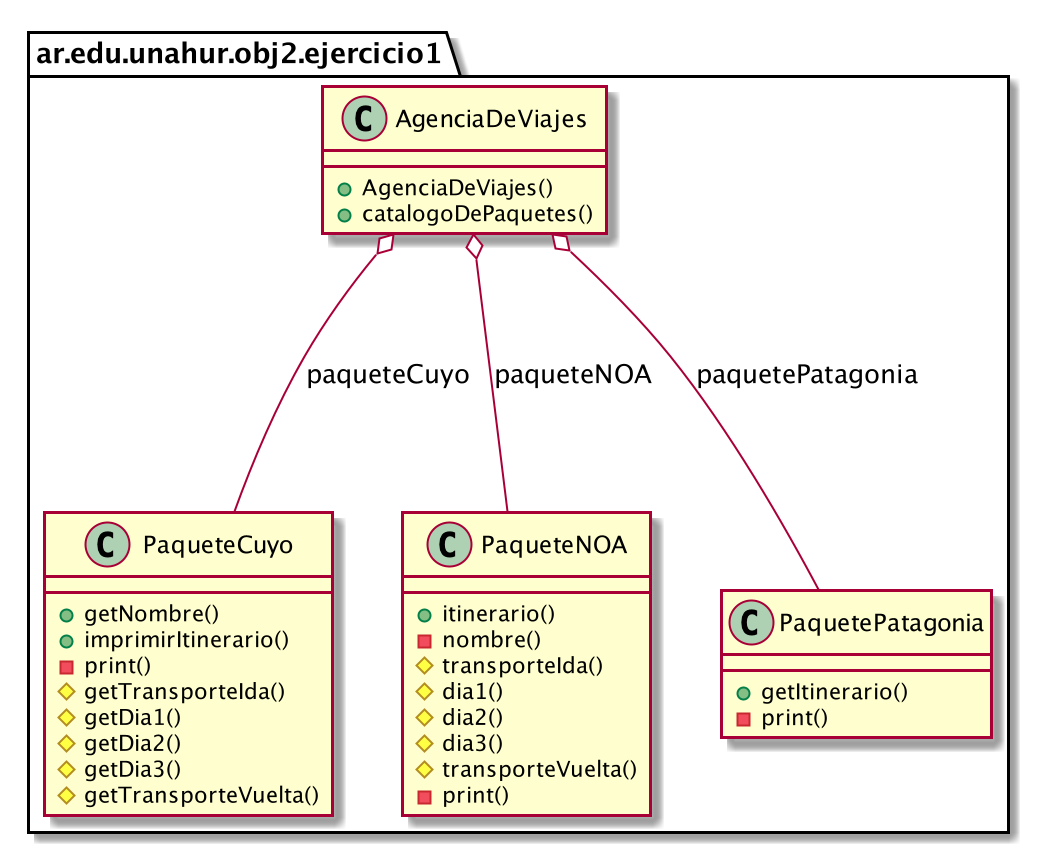 ar.edu.unahur.obj2.ejercicio1
C AgenciaDeViajes
AgenciaDeViajes()
catalogoDePaquetes()
paqueteCuyo
paqueteNOA
paquetePatagonia
C PaqueteCuyo
getNombre()
imprimirItinerario()
print()
getTransporteIda()
getDia1()
getDia2()
getDia3()
getTransporteVuelta()
C PaqueteNOA
itinerario()
nombre()
transporteIda()
dia1()
dia2()
dia3()
transporteVuelta()
print()
C PaquetePatagonia
getItinerario()
print()